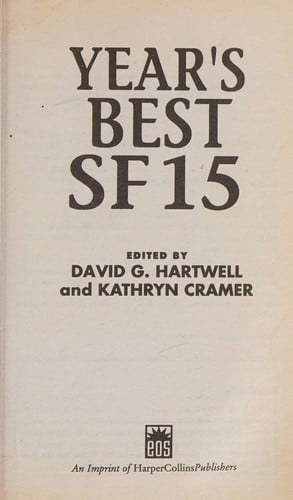 YEAR'S
BEST
SF 15
EDITED BY
DAVID G. HARTWELL
and KATHRYN CRAMER
eos
An Imprint of HarperCollinsPublishers